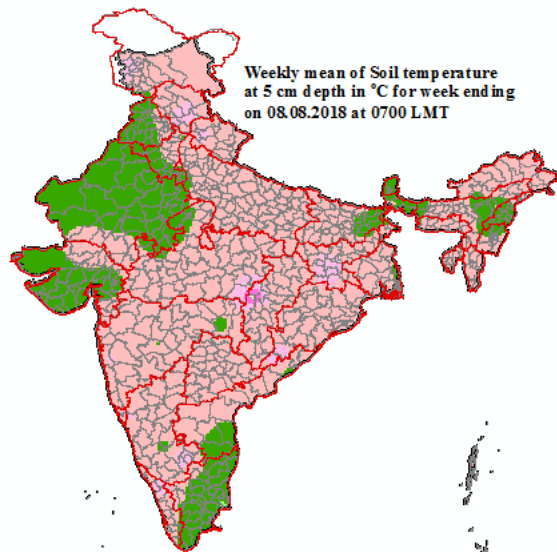 Weekly mean of Soil temperature
at 5 cm depth in °C for week ending
on 08.08.2018 at 0700 LMT